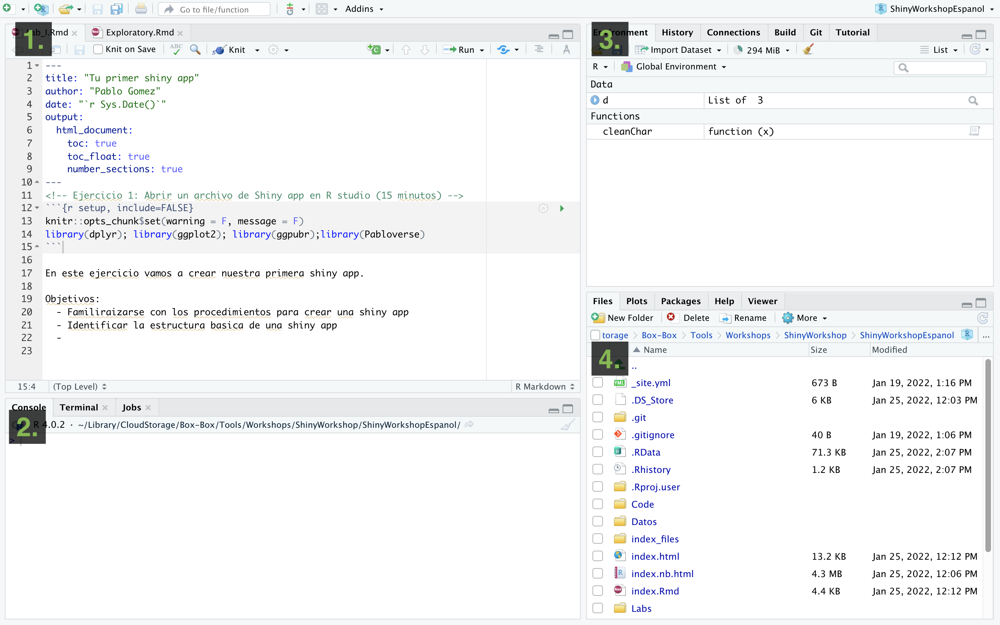 Go to file/function
Addins
ShinyWorkshopEspanol
1.
ab_I.Rmd
Exploratory.Rmd
Knit on Save
ABC
Knit
Run
1 ---
2 title: "Tu primer shiny app"
3 author: "Pablo Gomez"
4 date: "`r Sys.Date()`"
5 output:
6 html_document:
7 toc: true
8 toc_float: true
9 number_sections: true
10 ---
11 <!-- Ejercicio 1: Abrir un archivo de Shiny app en R studio (15 minutos) -->
12 ```{r setup, include=FALSE}
13 knitr::opts_chunk$set(warning = F, message = F)
14 library(dplyr); library(ggplot2); library(ggpubr);library(Pabloverse)
15 ```
16
17 En este ejercicio vamos a crear nuestra primera shiny app.
18
19 Objetivos:
20 - Familiraizarse con los procedimientos para crear una shiny app
21 - Identificar la estructura basica de una shiny app
22 -
23
15:4 (Top Level) R Markdown
Console Terminal Jobs
2.
R 4.0.2 · ~/Library/CloudStorage/Box-Box/Tools/Workshops/ShinyWorkshop/ShinyWorkshopEspanol/
>
3.
Environment History Connections Build Git Tutorial
Import Dataset 294 MiB List
R Global Environment
Data
d List of 3
Functions
cleanChar function (x)
Files Plots Packages Help Viewer
New Folder Delete Rename More
torage > Box-Box > Tools > Workshops > ShinyWorkshop > ShinyWorkshopEspanol ...
4.
Name Size Modified
..
_site.yml 673 B Jan 19, 2022, 1:16 PM
.DS_Store 6 KB Jan 25, 2022, 12:03 PM
.git
.gitignore 40 B Jan 19, 2022, 1:06 PM
.RData 71.3 KB Jan 25, 2022, 2:07 PM
.Rhistory 1.2 KB Jan 25, 2022, 2:07 PM
.Rproj.user
Code
Datos
index_files
index.html 13.2 KB Jan 25, 2022, 12:12 PM
index.nb.html 4.3 MB Jan 25, 2022, 12:06 PM
index.Rmd 4.4 KB Jan 25, 2022, 12:12 PM
Labs